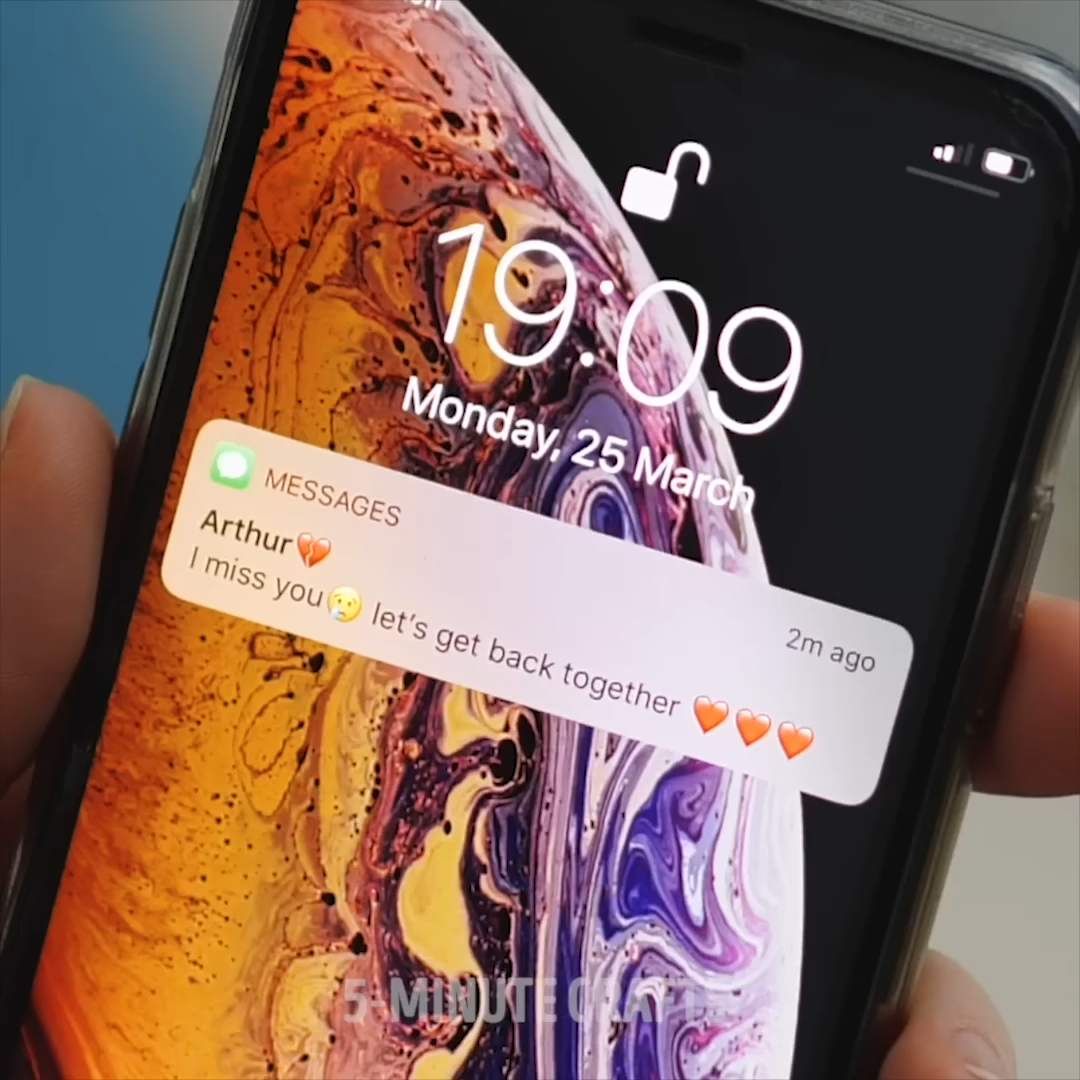 19:09
Monday, 25 March
MESSAGES
Arthur💔
2m ago
I miss you😢 let's get back together ❤️❤️❤️
5-MINUTE CRAFTS